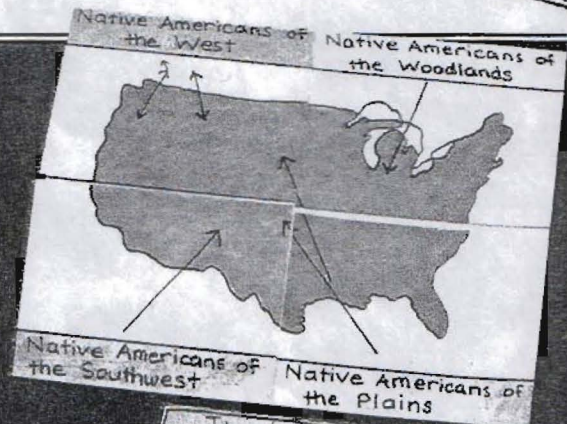 Native Americans of
the West
Native Americans of
the Woodlands
Native Americans of
the Southwest
Native Americans of
the Plains